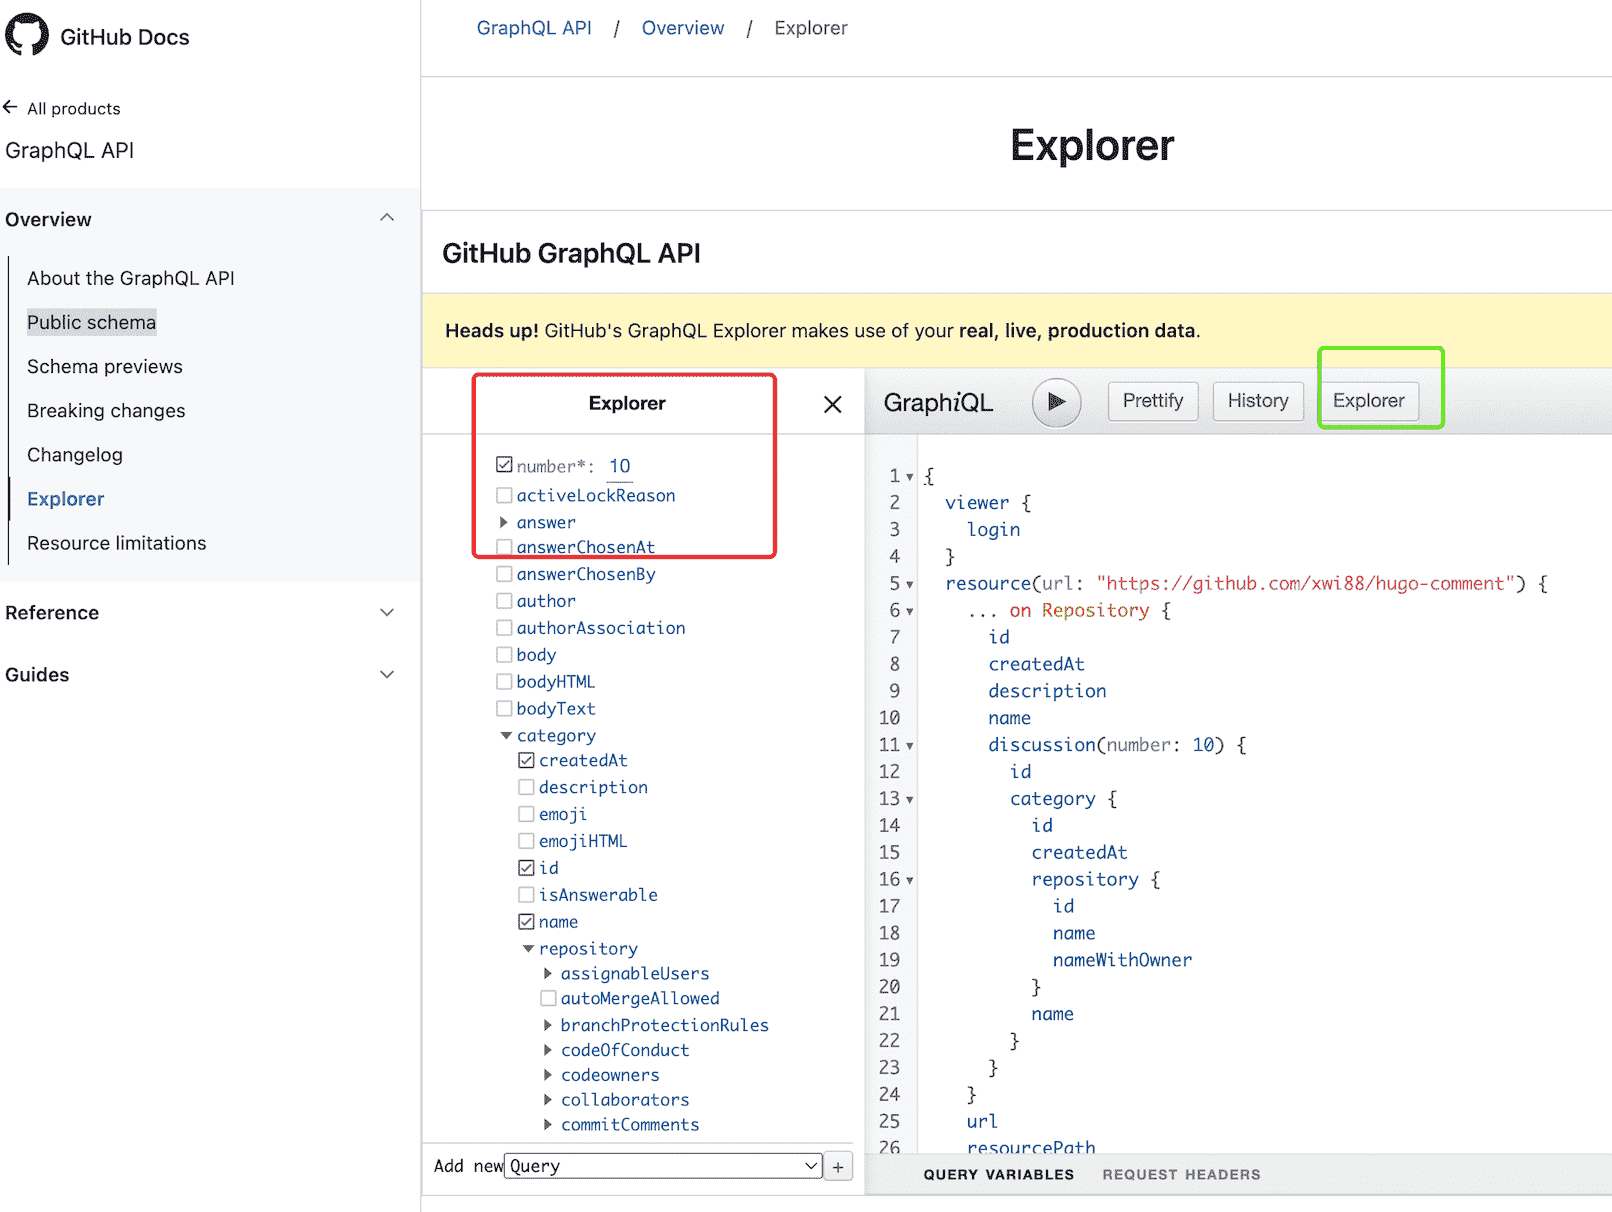 GitHub Docs
All products
GraphQL API
Overview
About the GraphQL API
Public schema
Schema previews
Breaking changes
Changelog
Explorer
Resource limitations
Reference
Guides
GraphQL API / Overview / Explorer
Explorer
GitHub GraphQL API
Heads up! GitHub's GraphQL Explorer makes use of your real, live, production data.
Explorer
number*: 10
activeLockReason
answer
answerChosenAt
answerChosenBy
author
authorAssociation
body
bodyHTML
bodyText
category
createdAt
description
emoji
emojiHTML
id
isAnswerable
name
repository
assignableUsers
autoMergeAllowed
branchProtectionRules
codeOfConduct
codeowners
collaborators
commitComments
Add new Query +
GraphiQL Prettify History Explorer
1 {
2 viewer {
3 login
4 }
5 resource(url: "https://github.com/xwi88/hugo-comment") {
6 ... on Repository {
7 id
8 createdAt
9 description
10 name
11 discussion(number: 10) {
12 id
13 category {
14 id
15 createdAt
16 repository {
17 id
18 name
19 nameWithOwner
20 }
21 name
22 }
23 }
24 }
25 url
26 resourcePath
QUERY VARIABLES REQUEST HEADERS